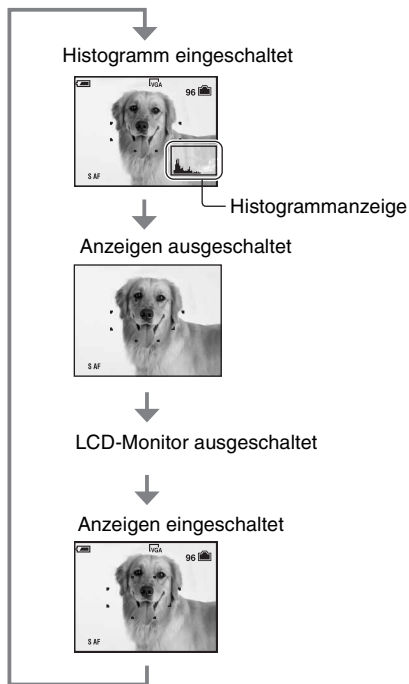 Histogramm eingeschaltet
VGA
96
S AF
Histogrammanzeige
Anzeigen ausgeschaltet
S AF
LCD-Monitor ausgeschaltet
Anzeigen eingeschaltet
VGA
96
S AF